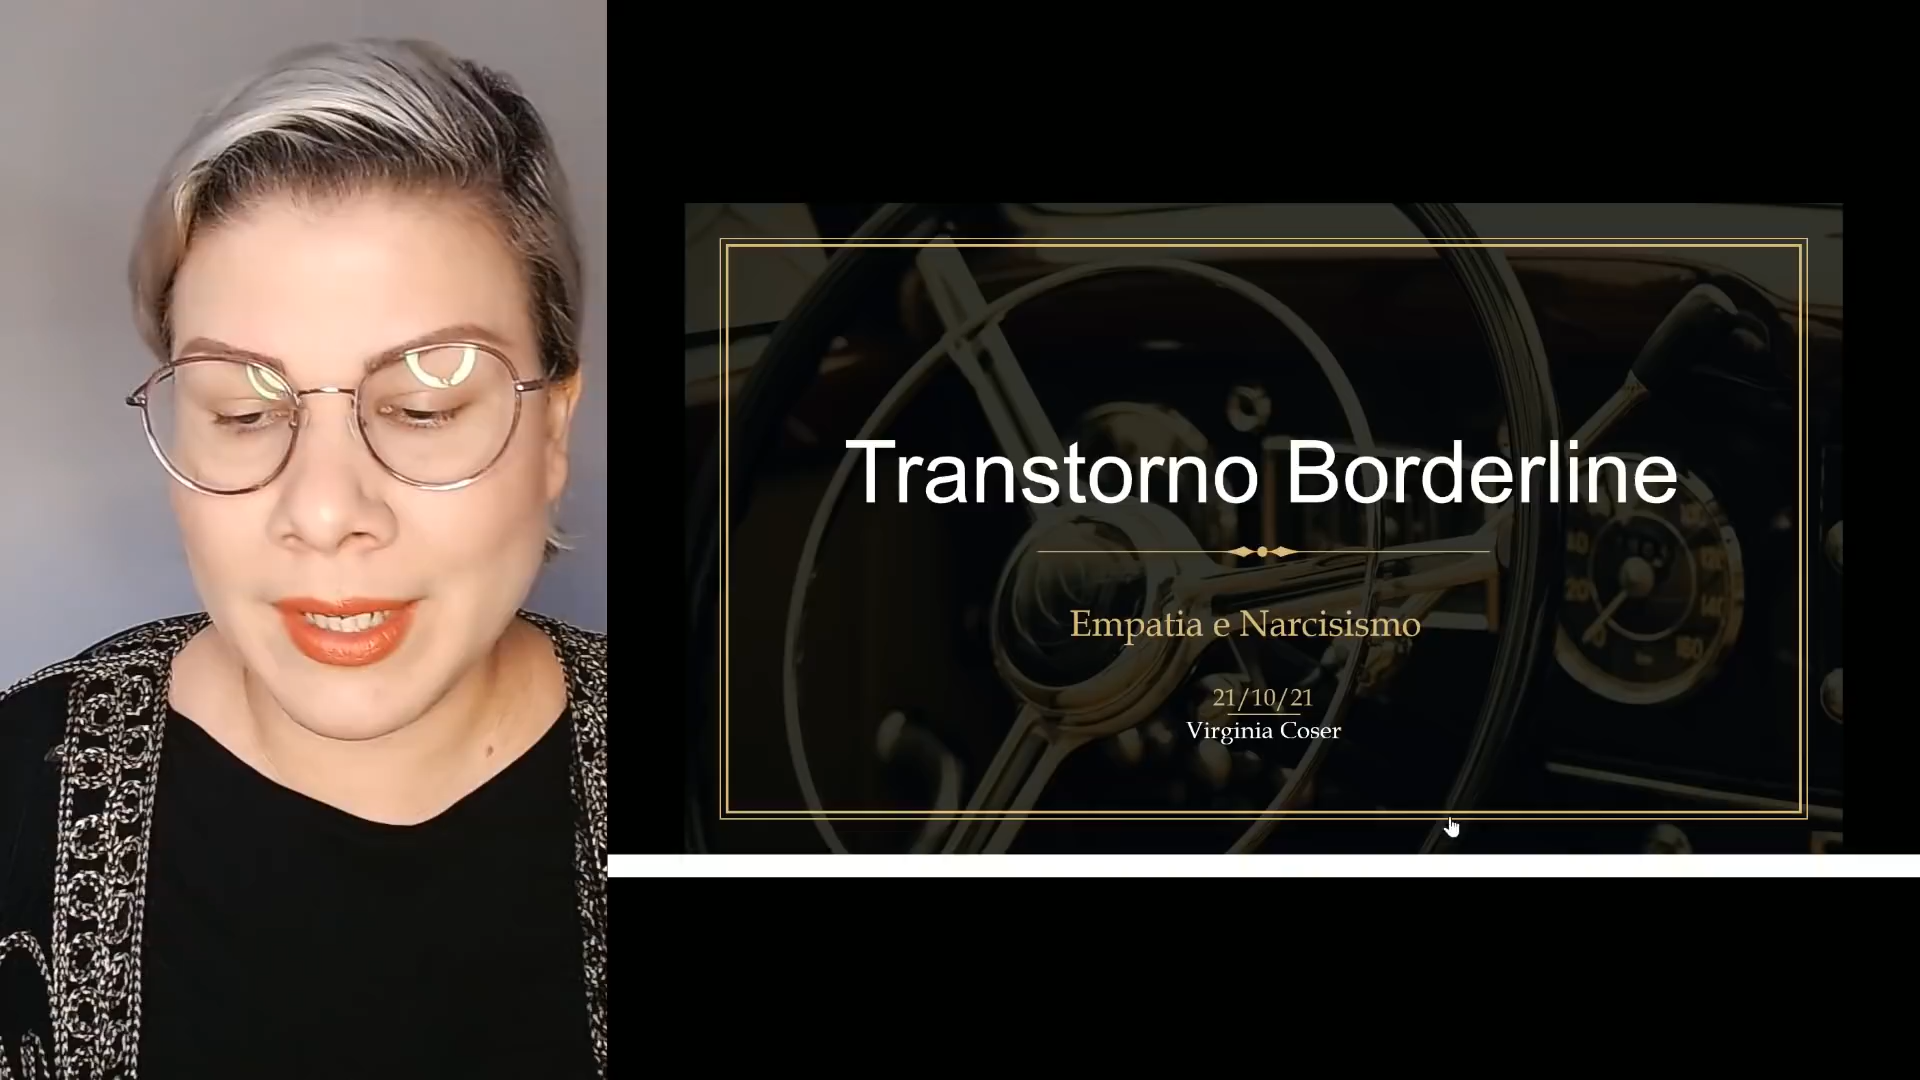 Transtorno Borderline
Empatia e Narcisismo
21/10/21
Virginia Coser